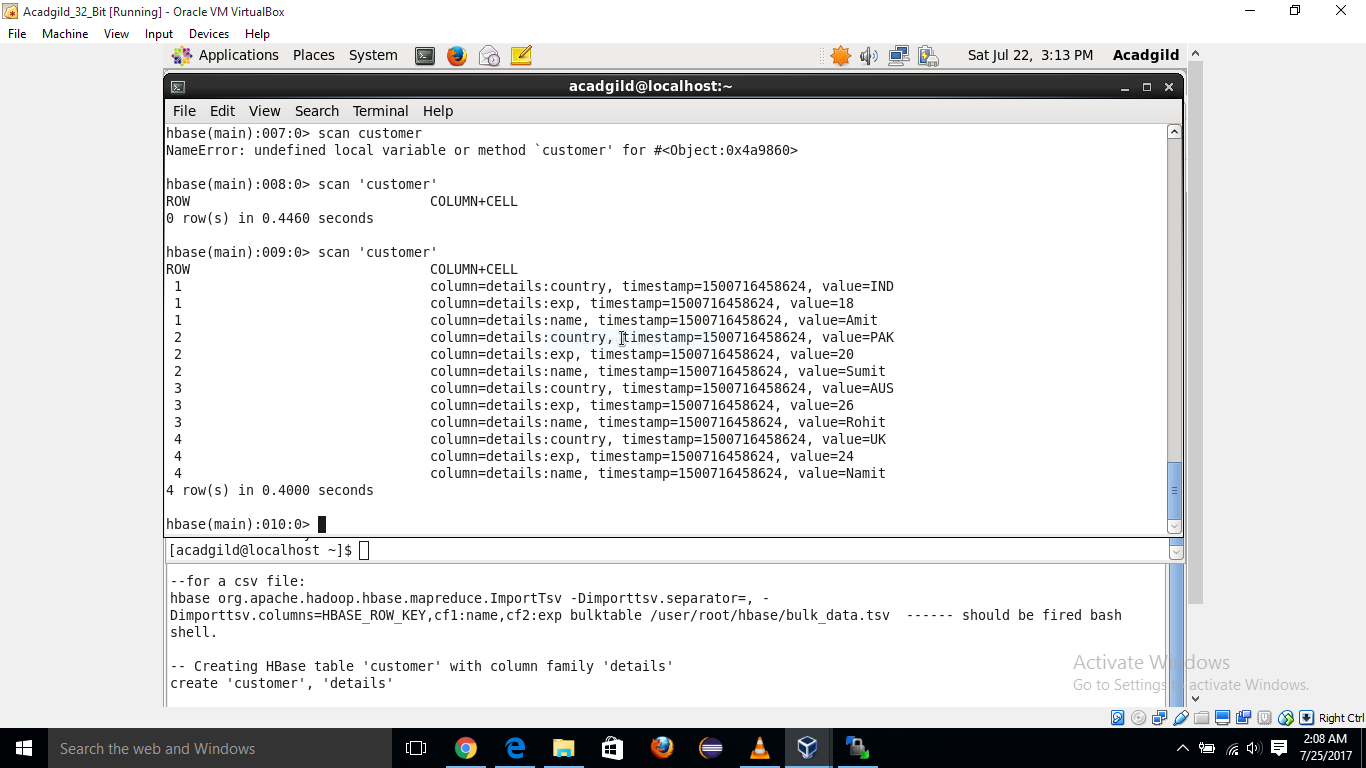 Acadgild_32_Bit [Running] - Oracle VM VirtualBox
File Machine View Input Devices Help
Applications Places System Sat Jul 22, 3:13 PM Acadgild
acadgild@localhost:~
File Edit View Search Terminal Help
hbase(main):007:0> scan customer
NameError: undefined local variable or method `customer' for #<Object:0x4a9860>
hbase(main):008:0> scan 'customer'
ROW COLUMN+CELL
0 row(s) in 0.4460 seconds
hbase(main):009:0> scan 'customer'
ROW COLUMN+CELL
1 column=details:country, timestamp=1500716458624, value=IND
1 column=details:exp, timestamp=1500716458624, value=18
1 column=details:name, timestamp=1500716458624, value=Amit
2 column=details:country, timestamp=1500716458624, value=PAK
2 column=details:exp, timestamp=1500716458624, value=20
2 column=details:name, timestamp=1500716458624, value=Sumit
3 column=details:country, timestamp=1500716458624, value=AUS
3 column=details:exp, timestamp=1500716458624, value=26
3 column=details:name, timestamp=1500716458624, value=Rohit
4 column=details:country, timestamp=1500716458624, value=UK
4 column=details:exp, timestamp=1500716458624, value=24
4 column=details:name, timestamp=1500716458624, value=Namit
4 row(s) in 0.4000 seconds
hbase(main):010:0>
[acadgild@localhost ~]$
--for a csv file:
hbase org.apache.hadoop.hbase.mapreduce.ImportTsv -Dimporttsv.separator=, -
Dimporttsv.columns=HBASE_ROW_KEY,cf1:name,cf2:exp bulktable /user/root/hbase/bulk_data.tsv ------ should be fired bash
shell.
-- Creating HBase table 'customer' with column family 'details'
create 'customer', 'details'
Activate Windows
Go to Settings to activate Windows.
Right Ctrl
Search the web and Windows
2:08 AM
7/25/2017